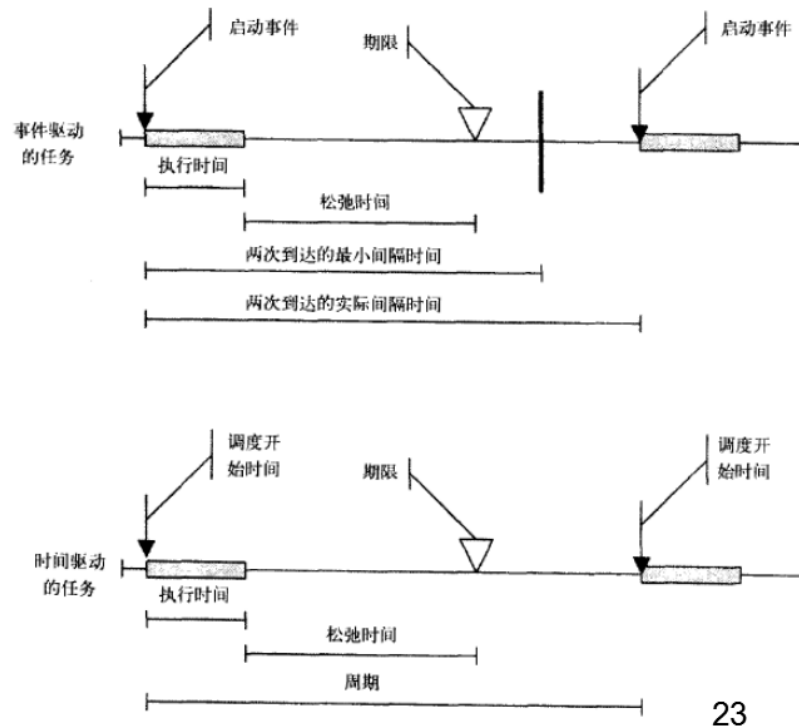 启动事件
期限
启动事件
事件驱动
的任务
执行时间
松弛时间
两次到达的最小间隔时间
两次到达的实际间隔时间
调度开
始时间
期限
调度开
始时间
时间驱动
的任务
执行时间
松弛时间
周期
23